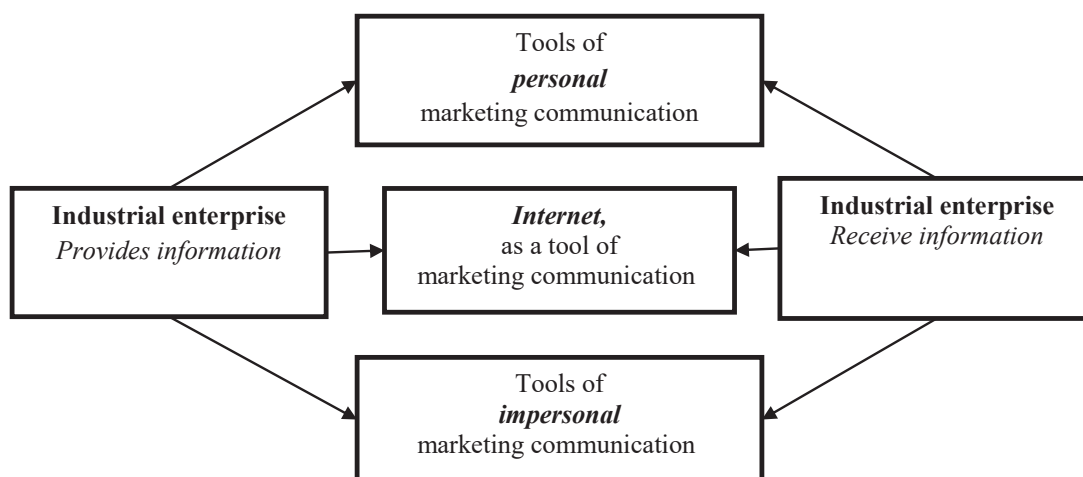 Tools of
personal
marketing communication
Industrial enterprise
Provides information
Internet,
as a tool of
marketing communication
Industrial enterprise
Receive information
Tools of
impersonal
marketing communication